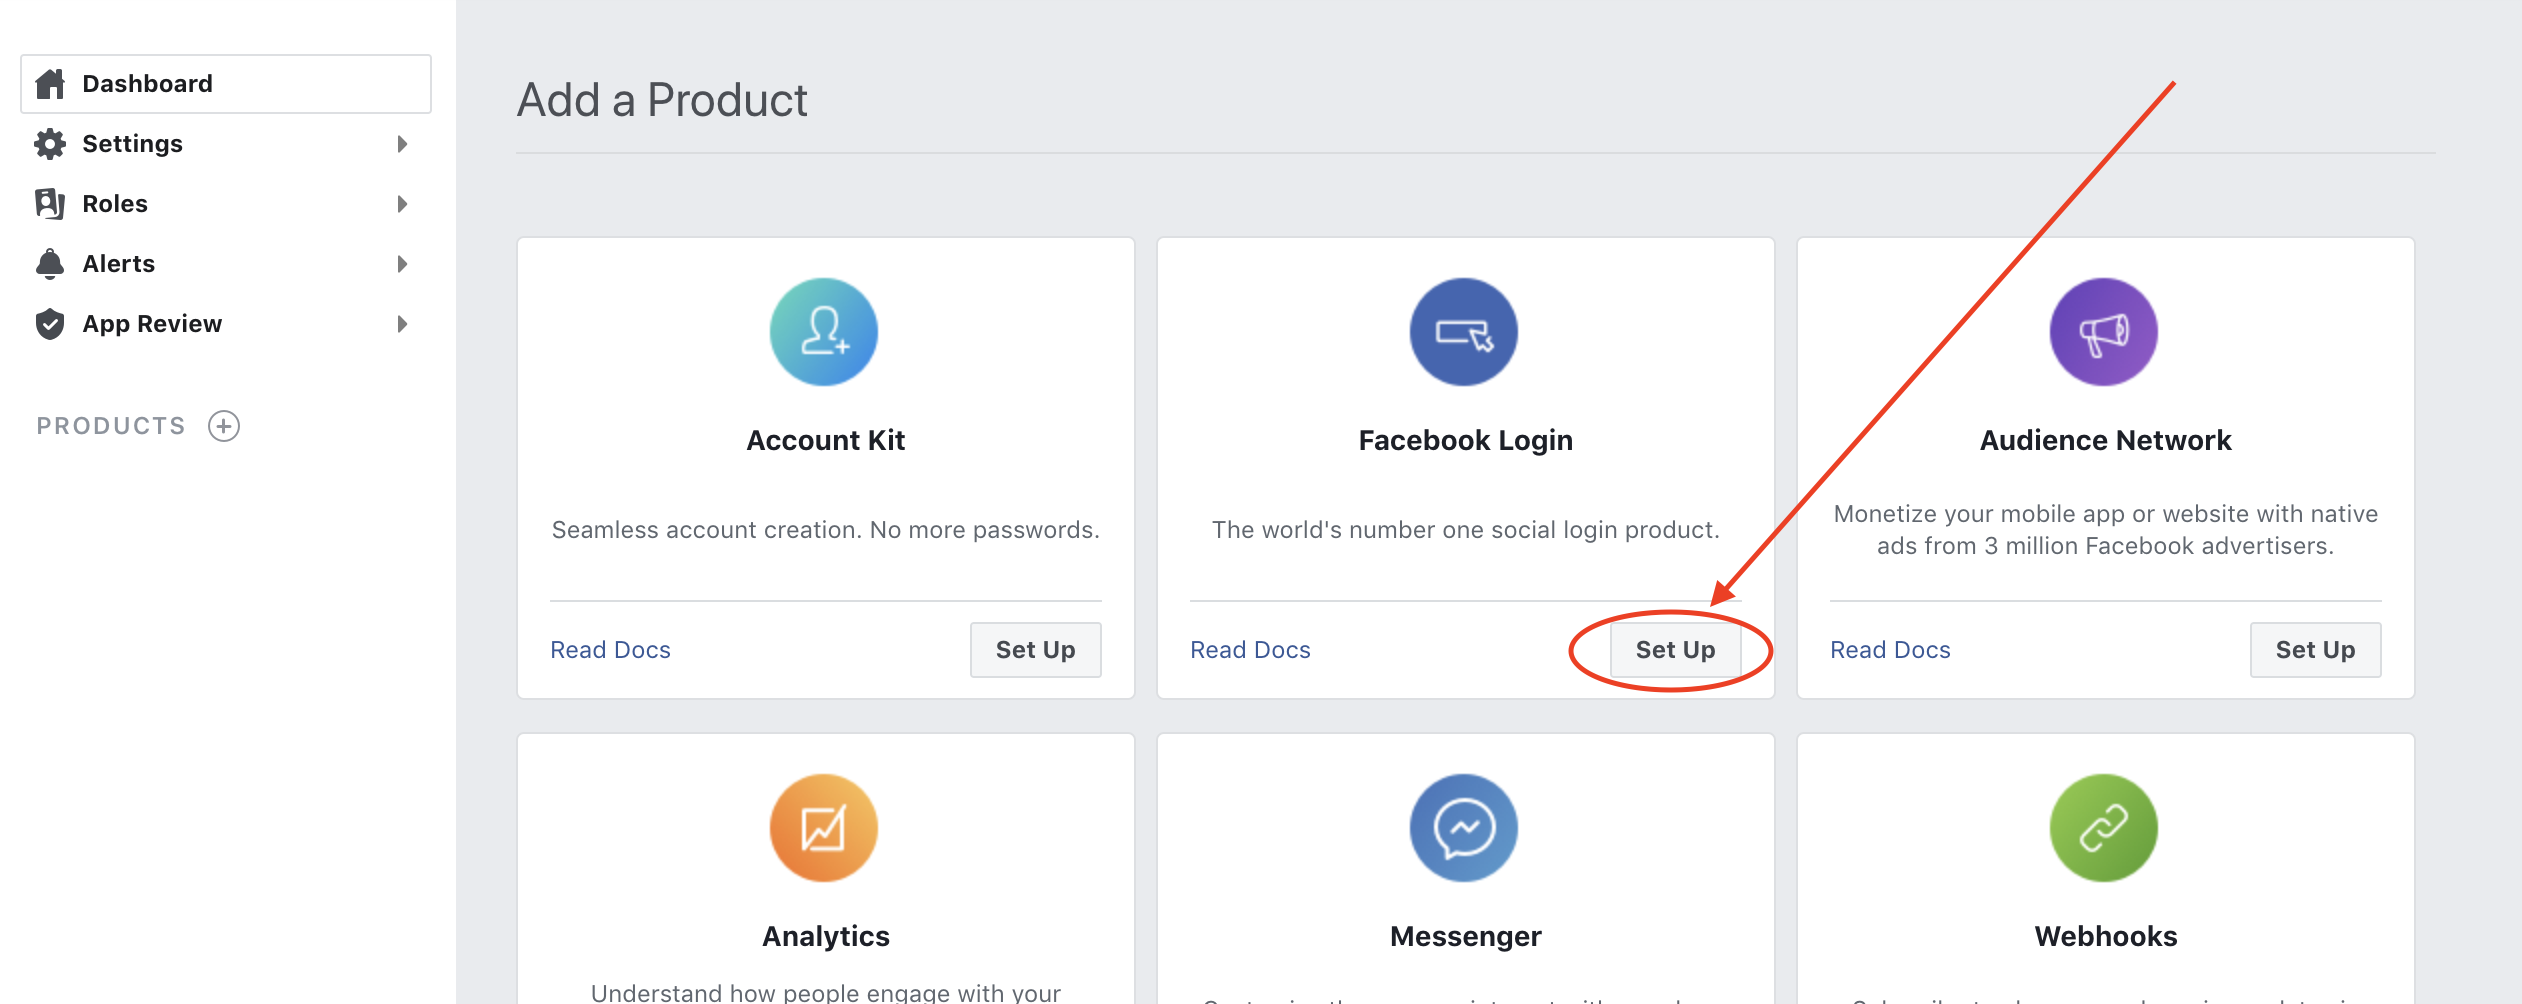 Dashboard
Settings
Roles
Alerts
App Review
PRODUCTS
Add a Product
Account Kit
Seamless account creation. No more passwords.
Read Docs
Set Up
Facebook Login
The world's number one social login product.
Read Docs
Set Up
Audience Network
Monetize your mobile app or website with native
ads from 3 million Facebook advertisers.
Read Docs
Set Up
Analytics
Understand how people engage with your
Messenger
Webhooks